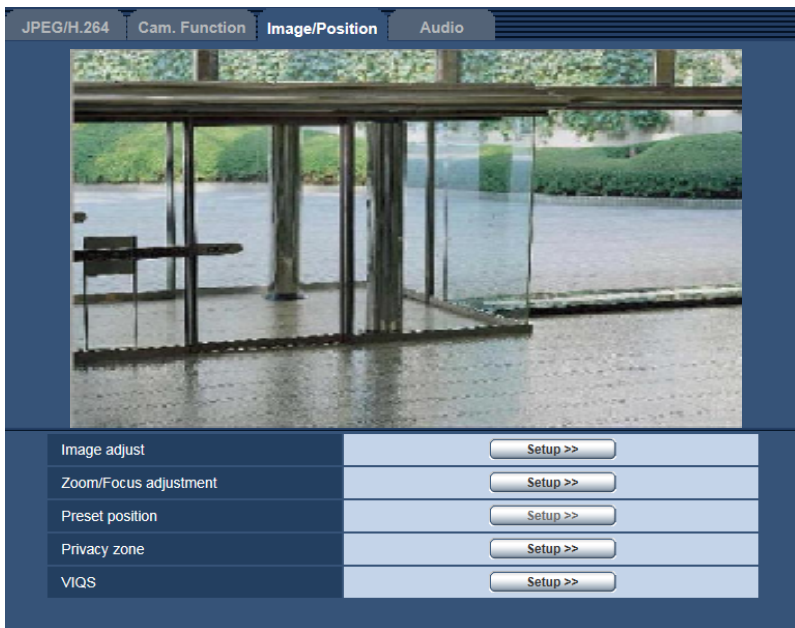 JPEG/H.264 Cam. Function Image/Position Audio
Image adjust Setup >>
Zoom/Focus adjustment Setup >>
Preset position Setup >>
Privacy zone Setup >>
VIQS Setup >>